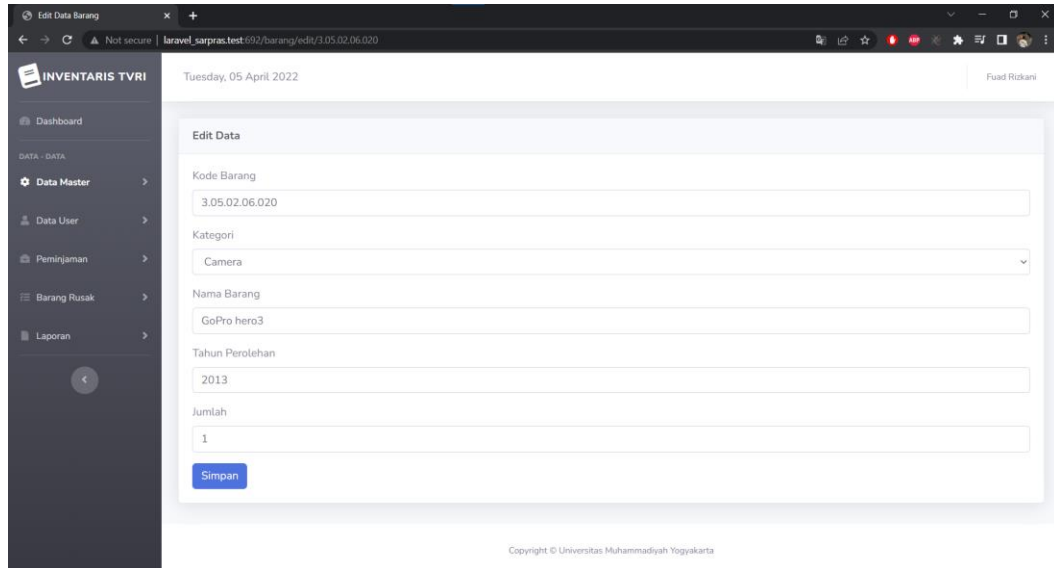 Edit Data Barang
Not secure | laravel_sarpras.test:692/barang/edit/3.05.02.06.020
ABP
INVENTARIS TVRI
Tuesday, 05 April 2022
Fuad Rizkani
Dashboard
DATA - DATA
Data Master
Data User
Peminjaman
Barang Rusak
Laporan
Edit Data
Kode Barang
3.05.02.06.020
Kategori
Camera
Nama Barang
GoPro hero3
Tahun Perolehan
2013
Jumlah
1
Simpan
Copyright © Universitas Muhammadiyah Yogyakarta